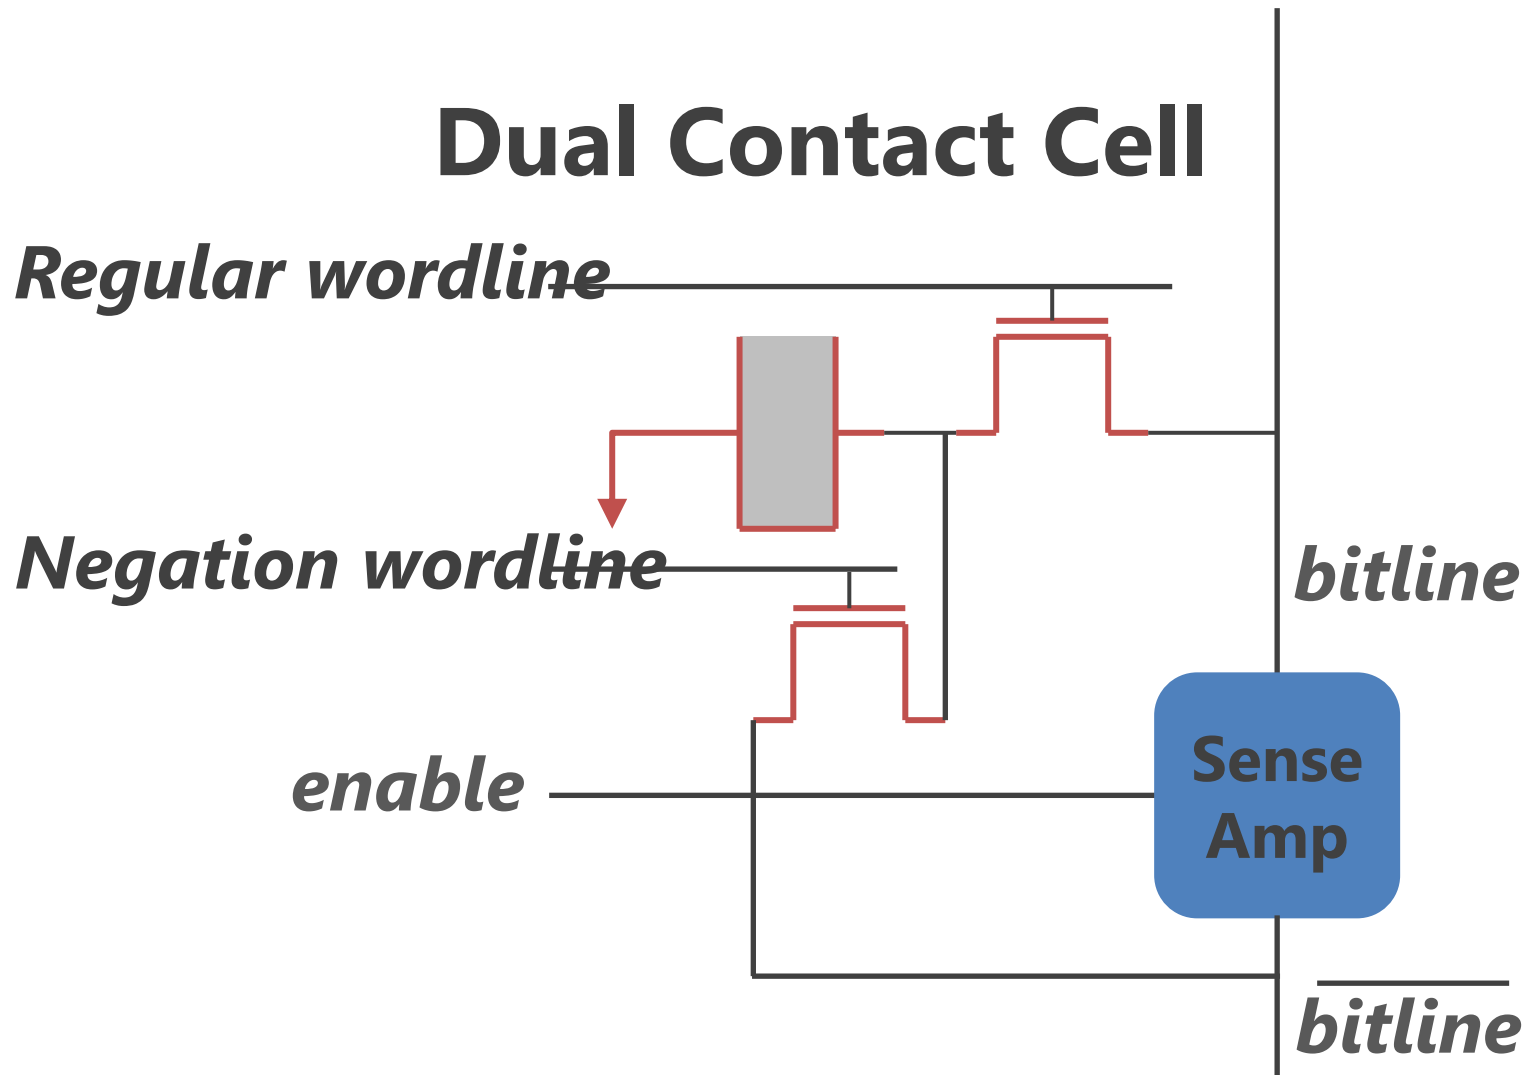 Dual Contact Cell
Regular wordline
Negation wordline
bitline
enable
Sense
Amp
bitline